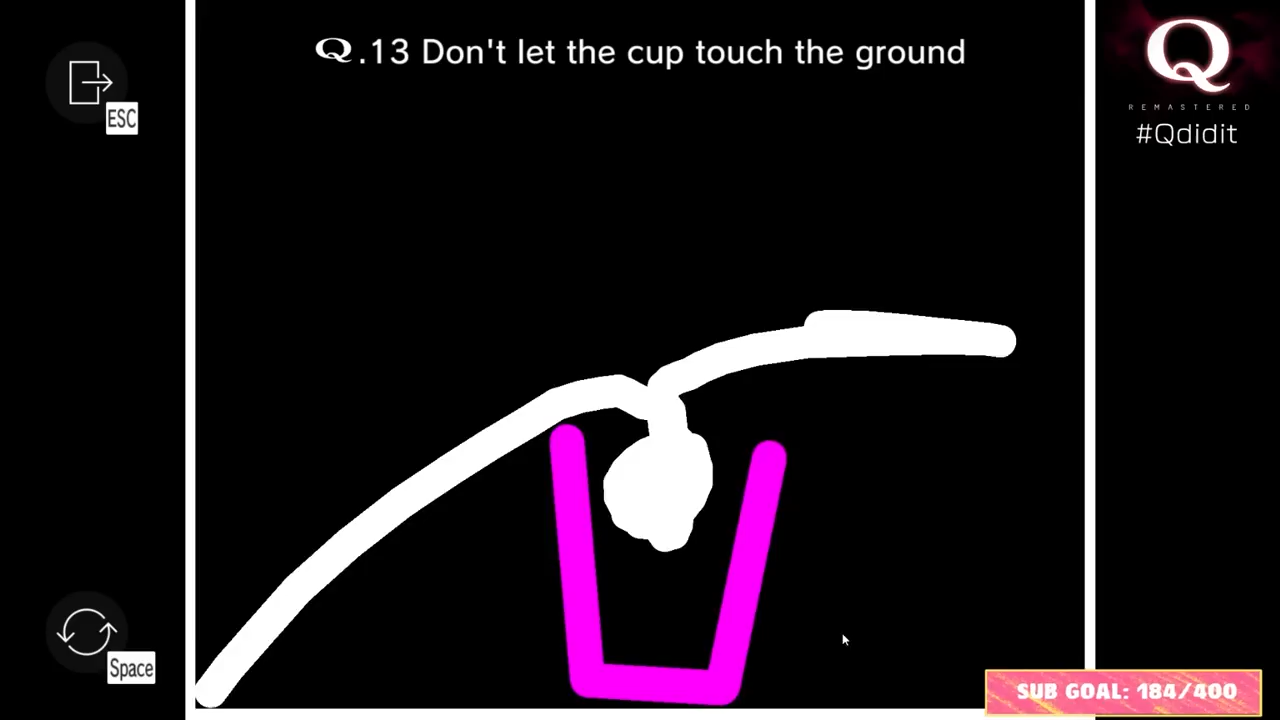 Q.13 Don't let the cup touch the ground
ESC
Q
REMASTERED
#Qdidit
Space
SUB GOAL: 184/400